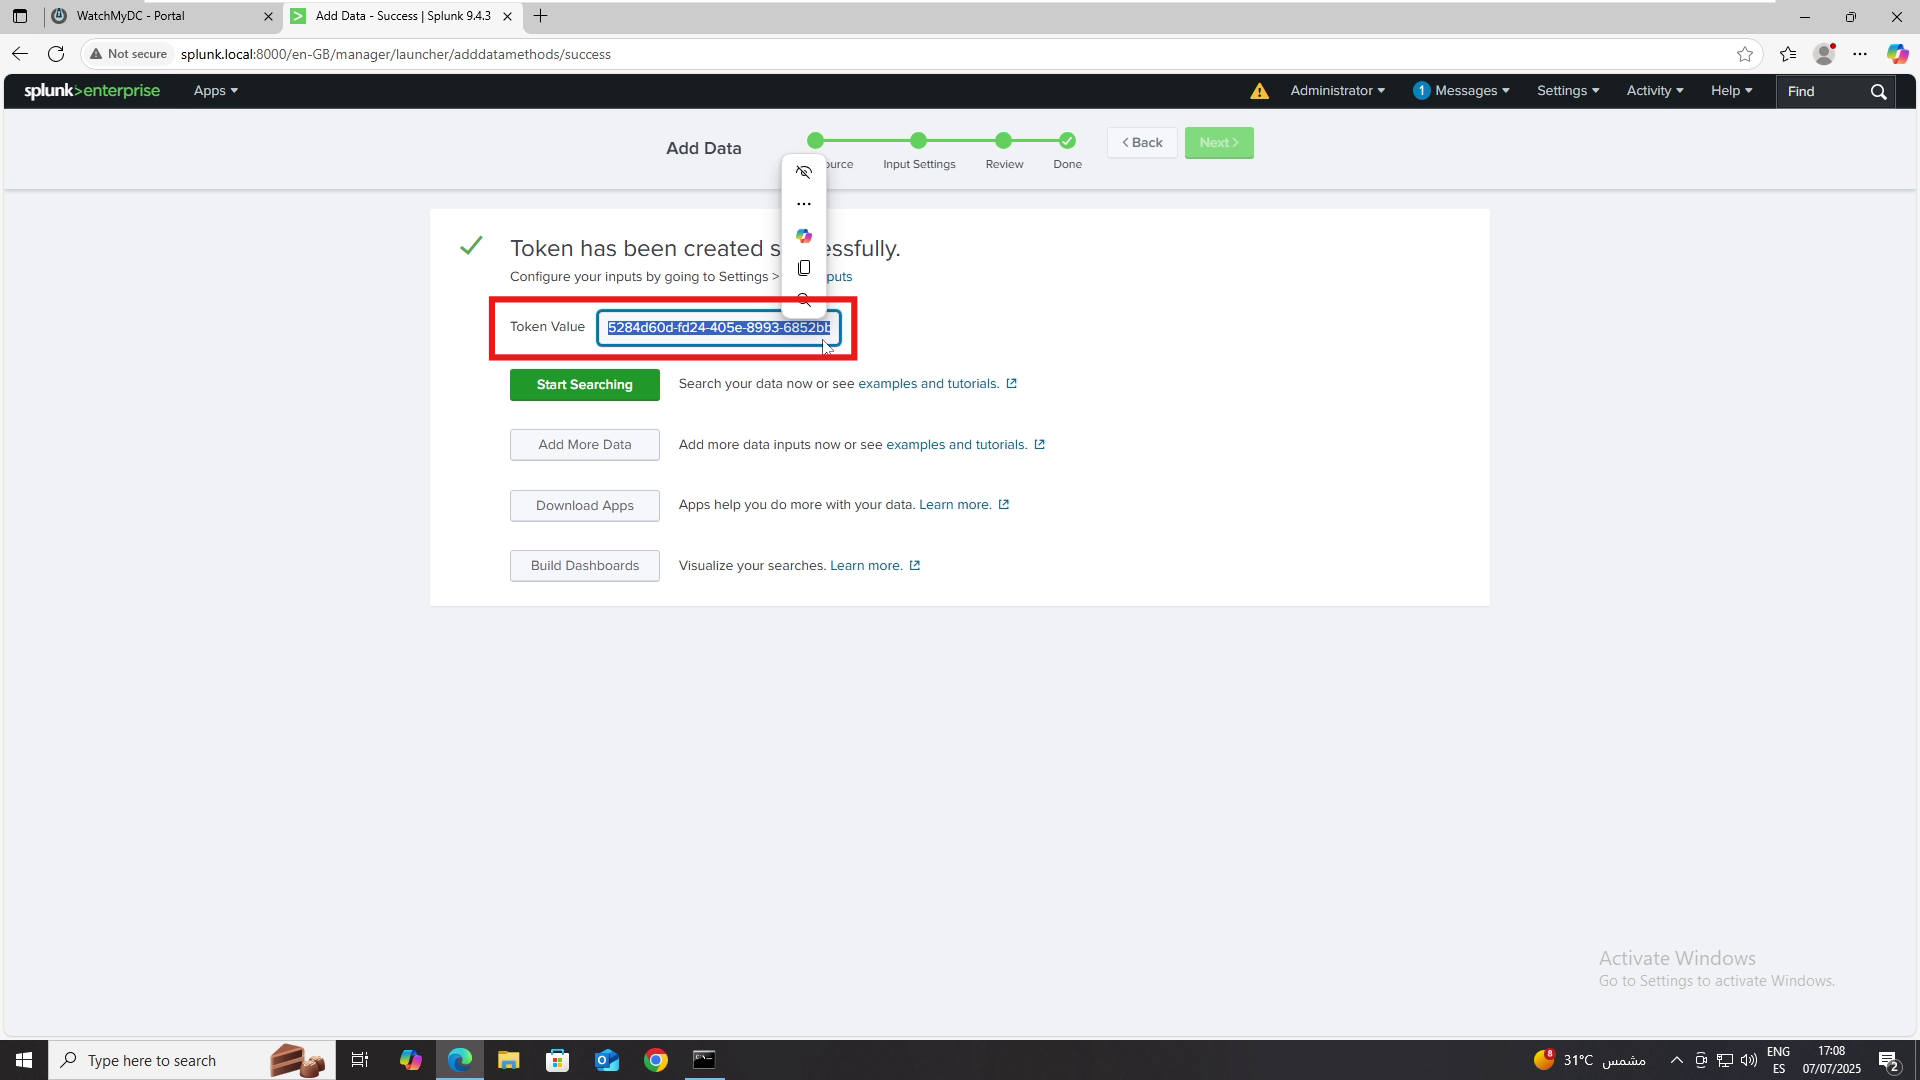 WatchMyDC - Portal
Add Data - Success | Splunk 9.4.3
Not secure
splunk.local:8000/en-GB/manager/launcher/adddatamethods/success
splunk>enterprise
Apps
Administrator
1 Messages
Settings
Activity
Help
Find
Add Data
Input Settings
Review
Done
< Back
Next >
Token has been created
Configure your inputs by going to Settings >
Token Value
5284d60d-fd24-405e-8993-6852bb
Start Searching
Search your data now or see examples and tutorials.
Add More Data
Add more data inputs now or see examples and tutorials.
Download Apps
Apps help you do more with your data. Learn more.
Build Dashboards
Visualize your searches. Learn more.
Activate Windows
Go to Settings to activate Windows.
Type here to search
8
31°C مشمس
ENG
ES
17:08
07/07/2025
2